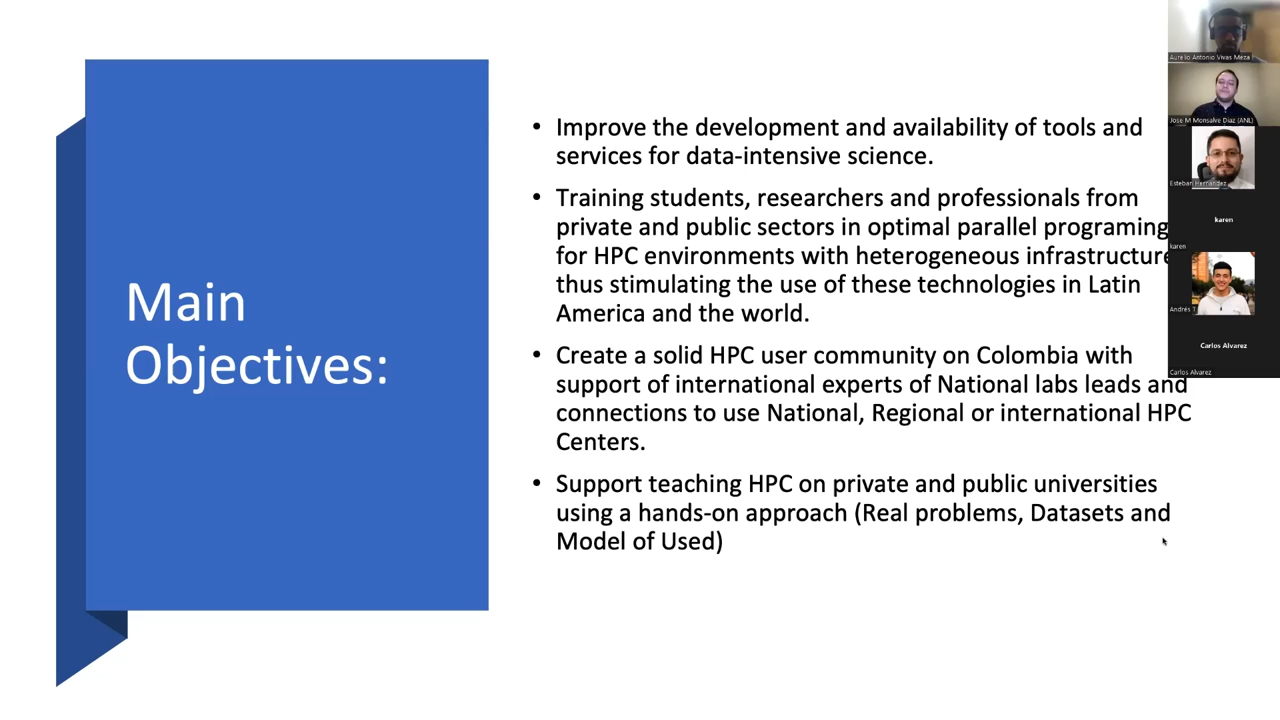 Main
Objectives:
• Improve the development and availability of tools and
services for data-intensive science.
• Training students, researchers and professionals from
private and public sectors in optimal parallel programing
for HPC environments with heterogeneous infrastructure
thus stimulating the use of these technologies in Latin
America and the world.
• Create a solid HPC user community on Colombia with
support of international experts of National labs leads and
connections to use National, Regional or international HPC
Centers.
• Support teaching HPC on private and public universities
using a hands-on approach (Real problems, Datasets and
Model of Used)
Aurelio Antonio Vivas Meza
Jose M Monsalve Diaz (ANL)
Esteban Hernandez
karen
karen
Andrés T
Carlos Alvarez
Carlos Alvarez